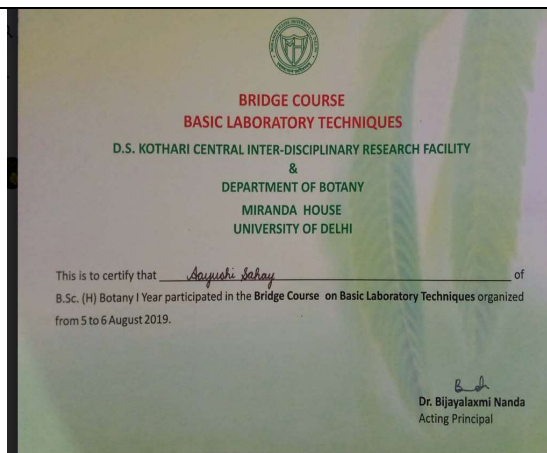 BRIDGE COURSE
BASIC LABORATORY TECHNIQUES
D.S. KOTHARI CENTRAL INTER-DISCIPLINARY RESEARCH FACILITY
&
DEPARTMENT OF BOTANY
MIRANDA HOUSE
UNIVERSITY OF DELHI
This is to certify that Aayushi Sahay of
B.Sc. (H) Botany I Year participated in the Bridge Course on Basic Laboratory Techniques organized
from 5 to 6 August 2019.
Dr. Bijayalaxmi Nanda
Acting Principal